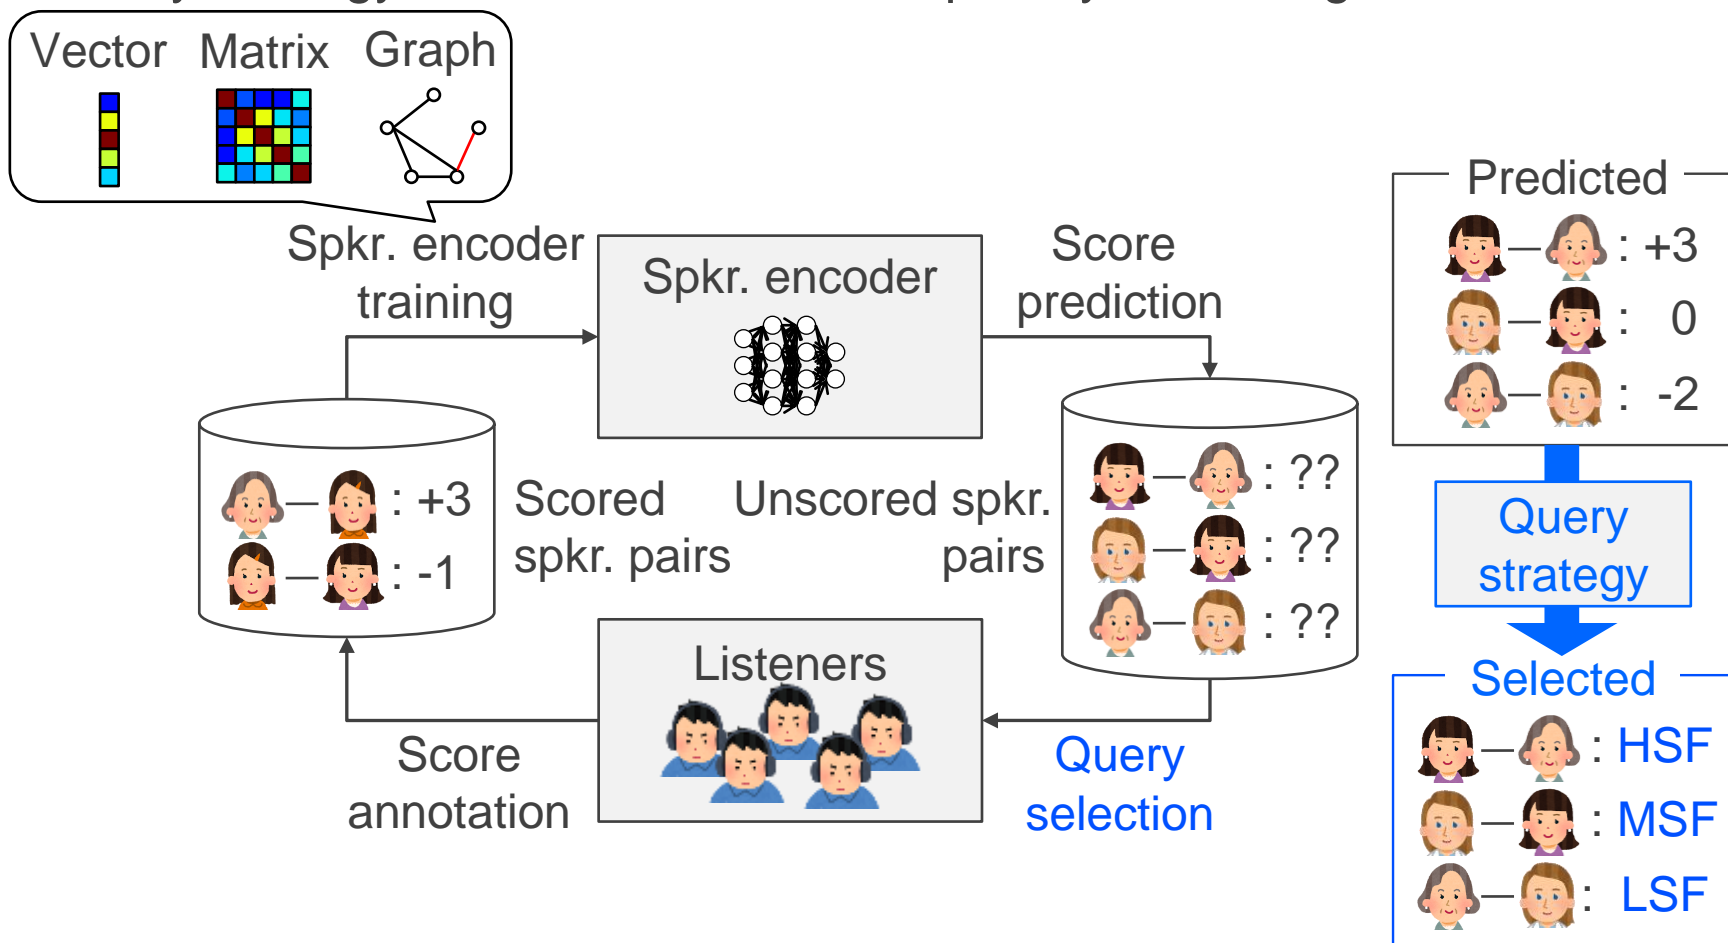 Vector Matrix Graph
Spkr. encoder
training
Spkr. encoder
Score
prediction
Predicted
: +3
: 0
: -2
: +3
: -1
Scored
spkr. pairs
Unscored spkr.
pairs
: ??
: ??
: ??
Query
strategy
Listeners
Score
annotation
Query
selection
Selected
: HSF
: MSF
: LSF